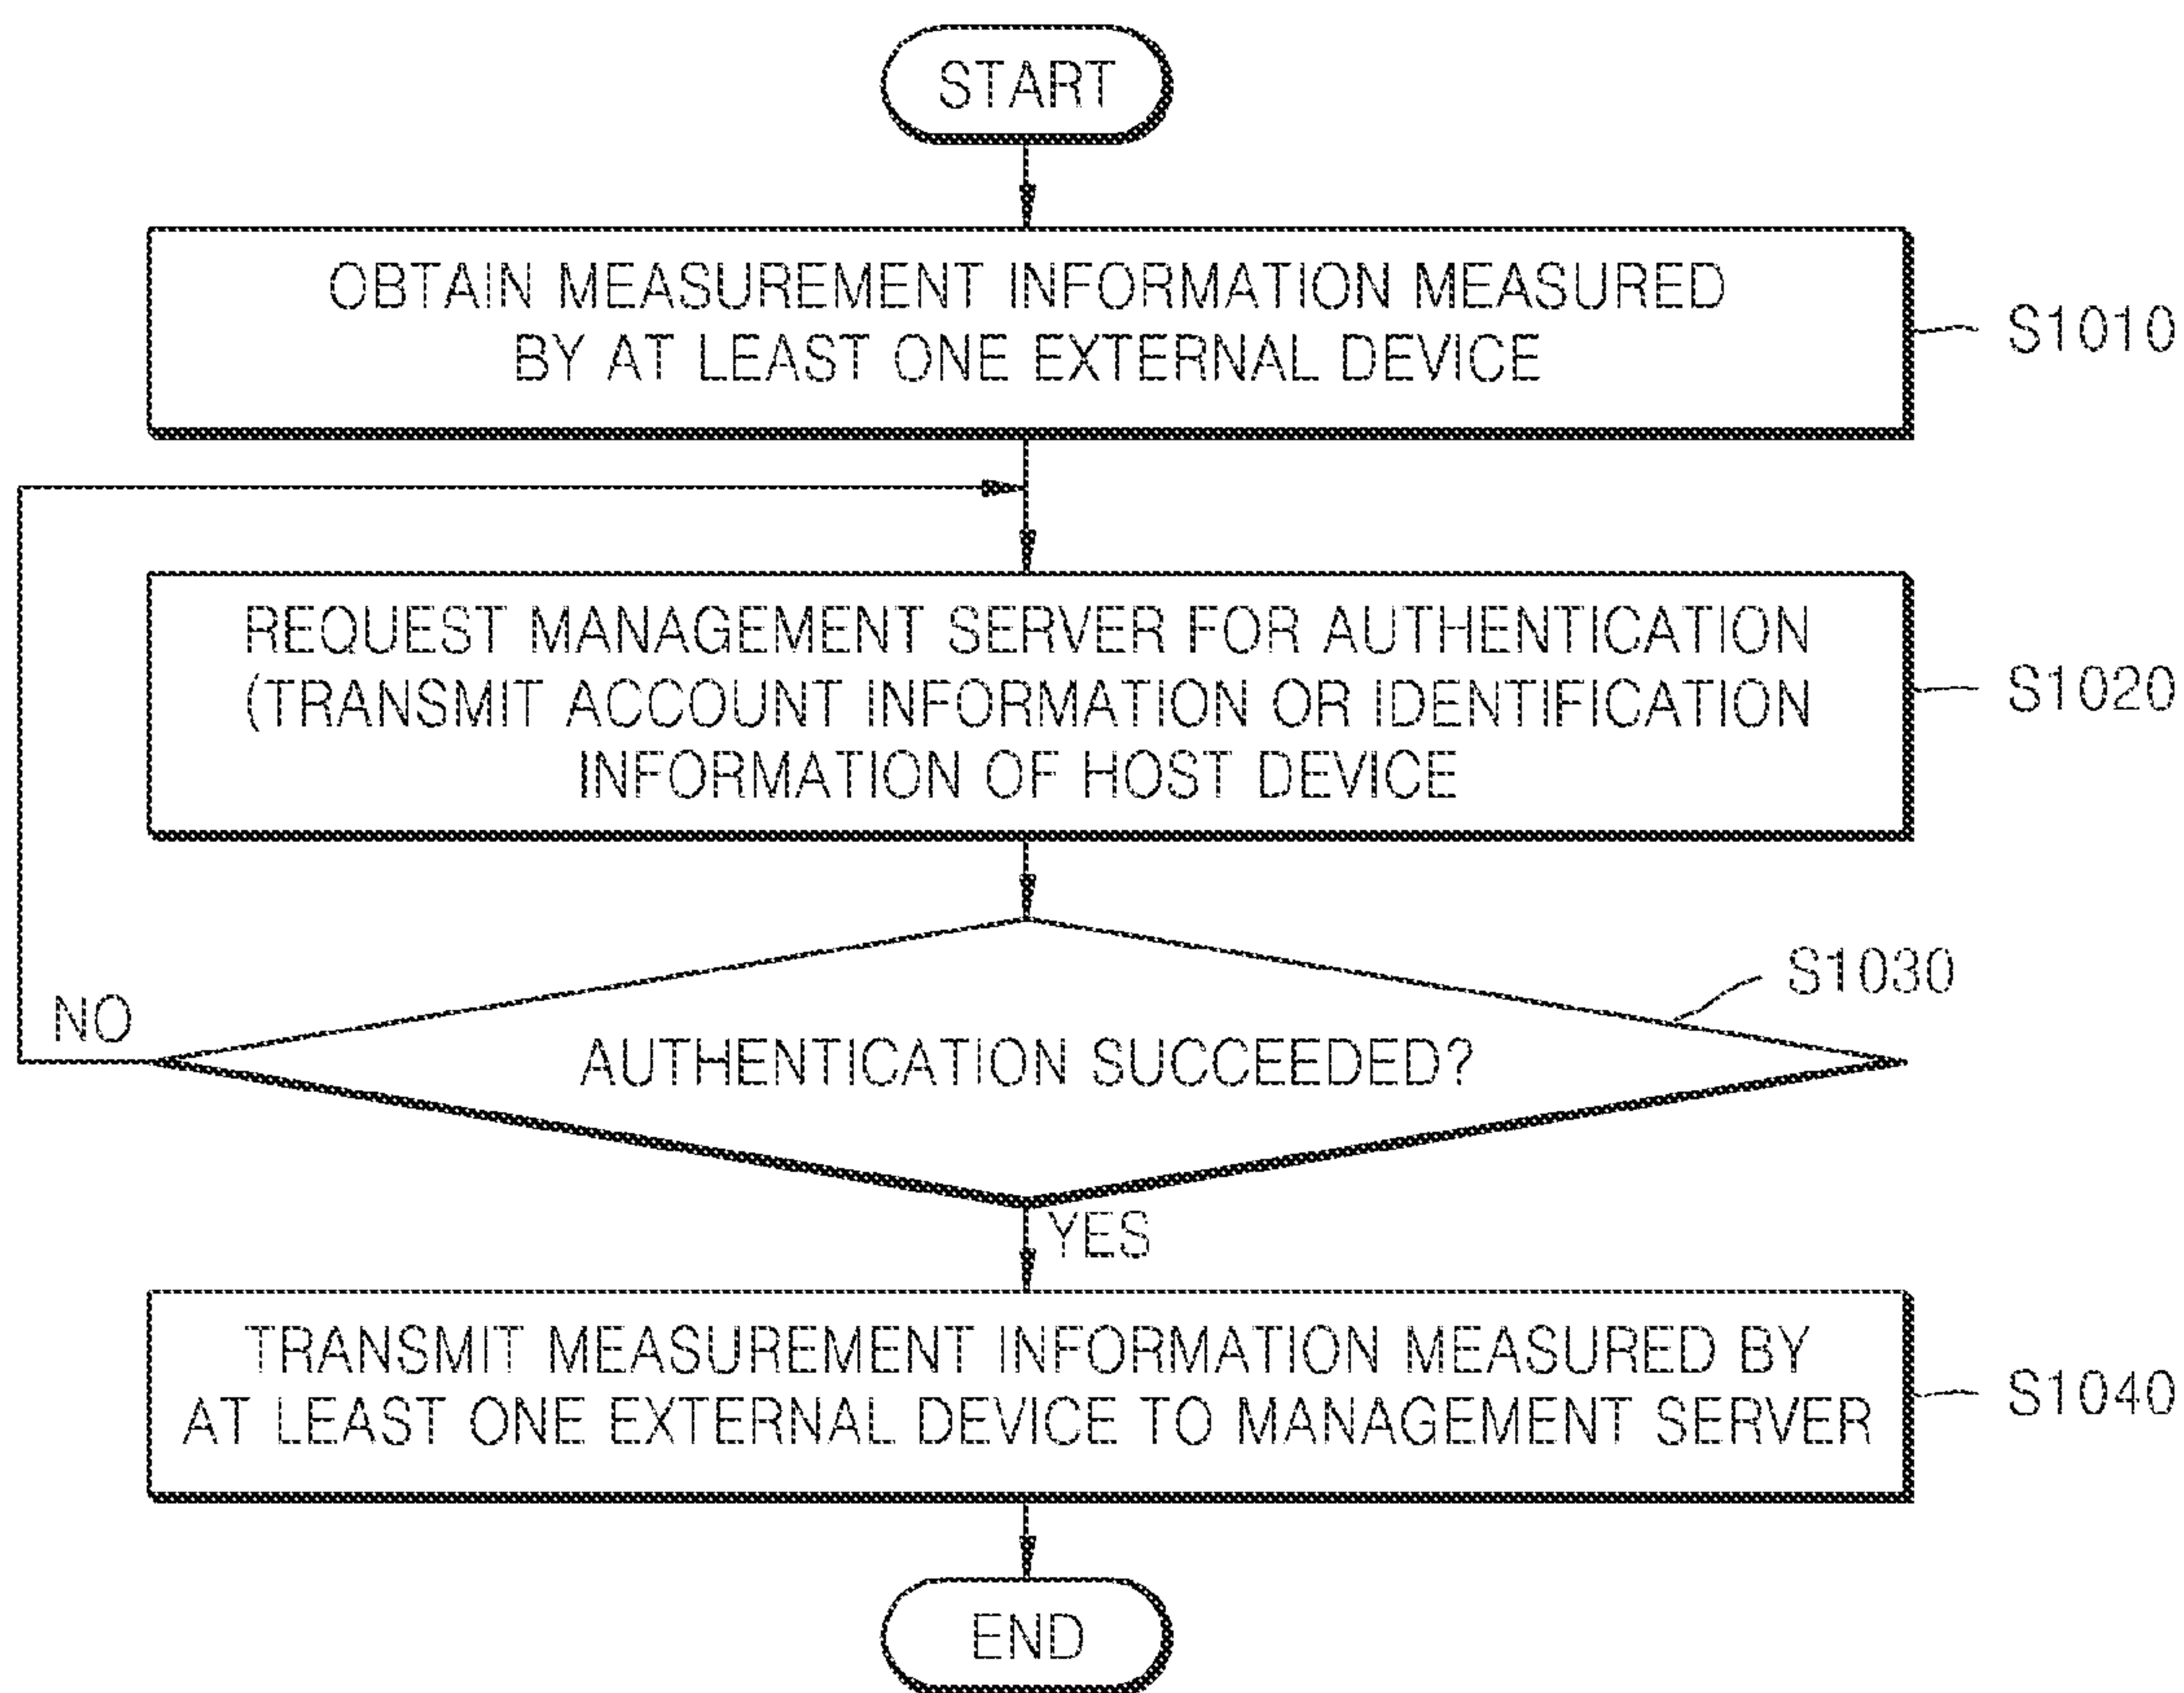 START
OBTAIN MEASUREMENT INFORMATION MEASURED
BY AT LEAST ONE EXTERNAL DEVICE
S1010
REQUEST MANAGEMENT SERVER FOR AUTHENTICATION
(TRANSMIT ACCOUNT INFORMATION OR IDENTIFICATION
INFORMATION OF HOST DEVICE
S1020
S1030
NO
AUTHENTICATION SUCCEEDED?
YES
TRANSMIT MEASUREMENT INFORMATION MEASURED BY
AT LEAST ONE EXTERNAL DEVICE TO MANAGEMENT SERVER
S1040
END